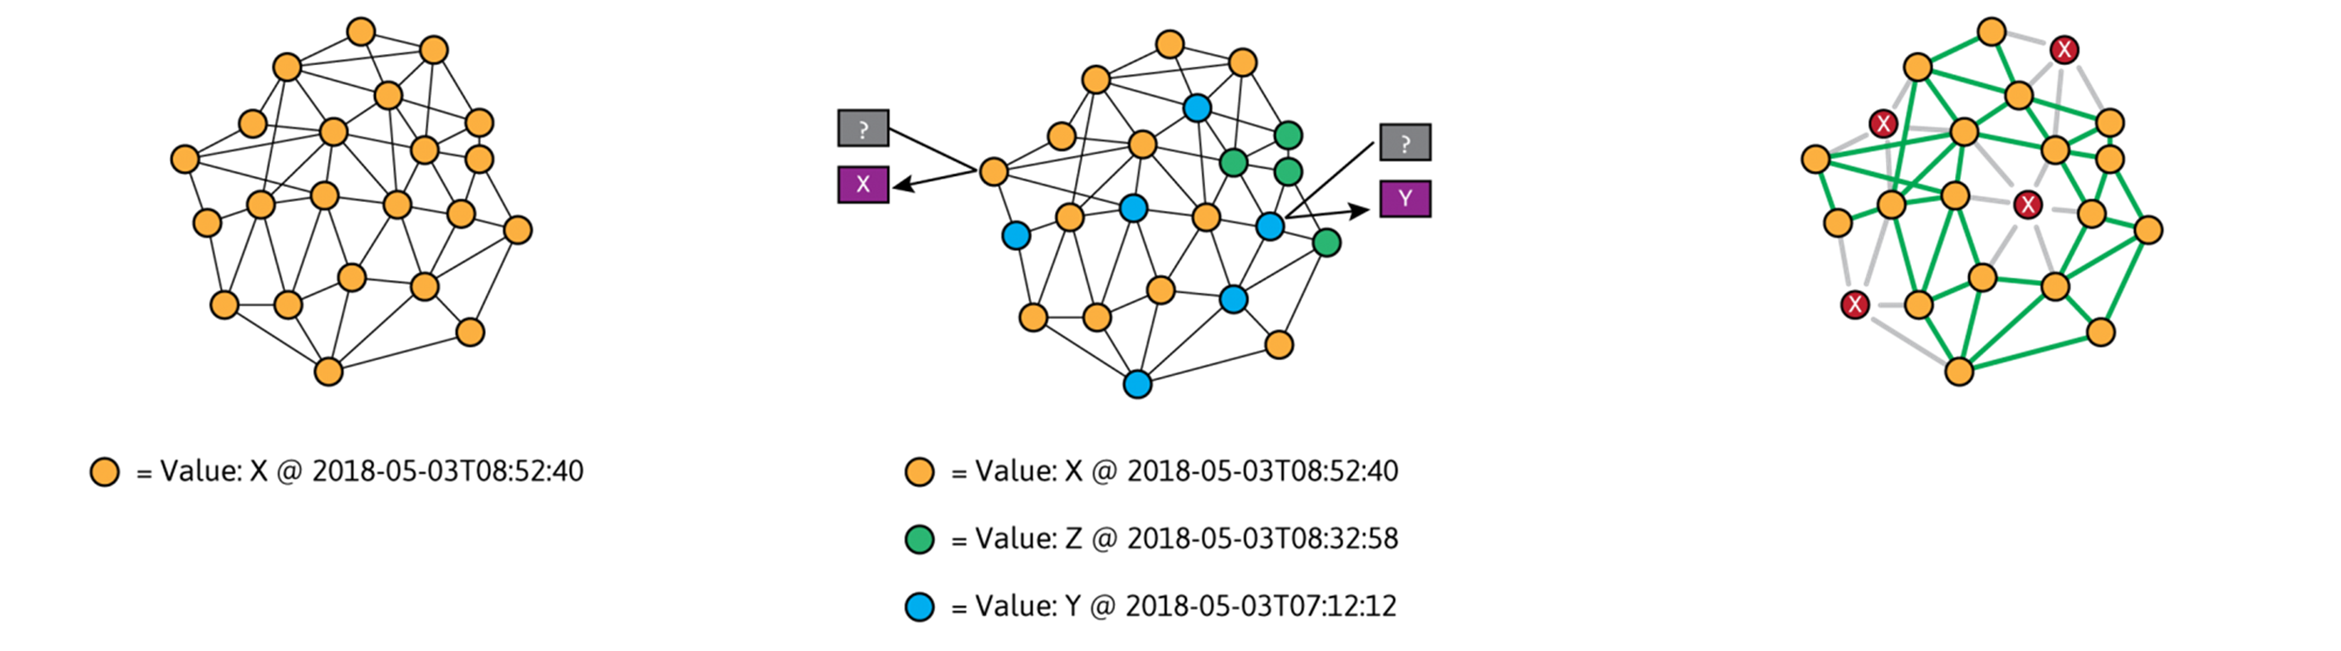 = Value: X @ 2018-05-03T08:52:40
?
X
?
Y
= Value: X @ 2018-05-03T08:52:40
= Value: Z @ 2018-05-03T08:32:58
= Value: Y @ 2018-05-03T07:12:12
X
X
X
X